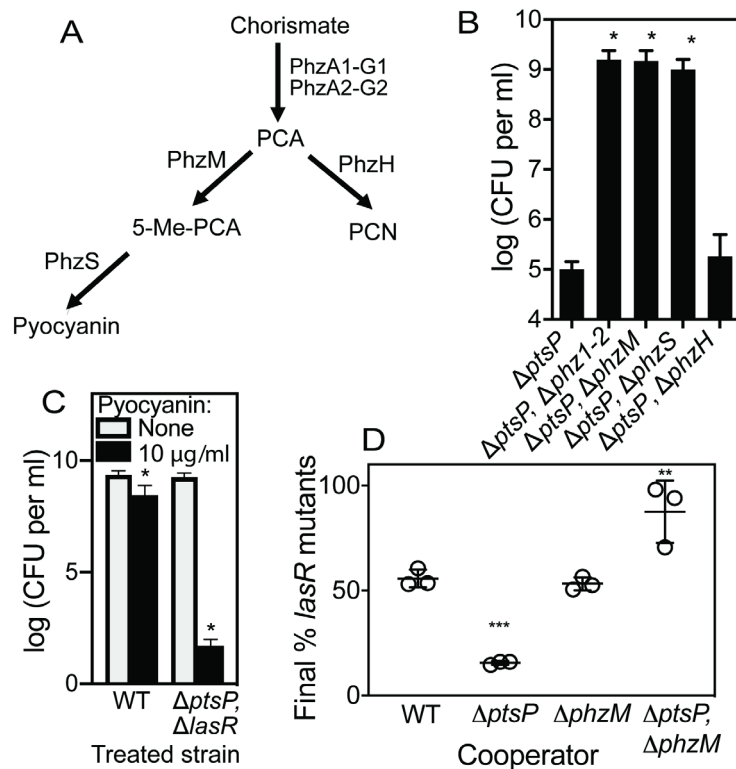 A
Chorismate
PhzA1-G1
PhzA2-G2
PCA
PhzM
PhzH
5-Me-PCA
PCN
PhzS
Pyocyanin
B
log (CFU per ml)
10
9
8
7
6
5
4
* * *
ΔptsP
ΔptsP, Δphz1-2
ΔptsP, ΔphzM
ΔptsP, ΔphzS
ΔptsP, ΔphzH
C
Pyocyanin:
None
10 µg/ml
log (CFU per ml)
10
5
0
* *
WT
ΔptsP,
ΔlasR
Treated strain
D
Final % lasR mutants
100
50
0
***
**
WT
ΔptsP
ΔphzM
ΔptsP,
ΔphzM
Cooperator